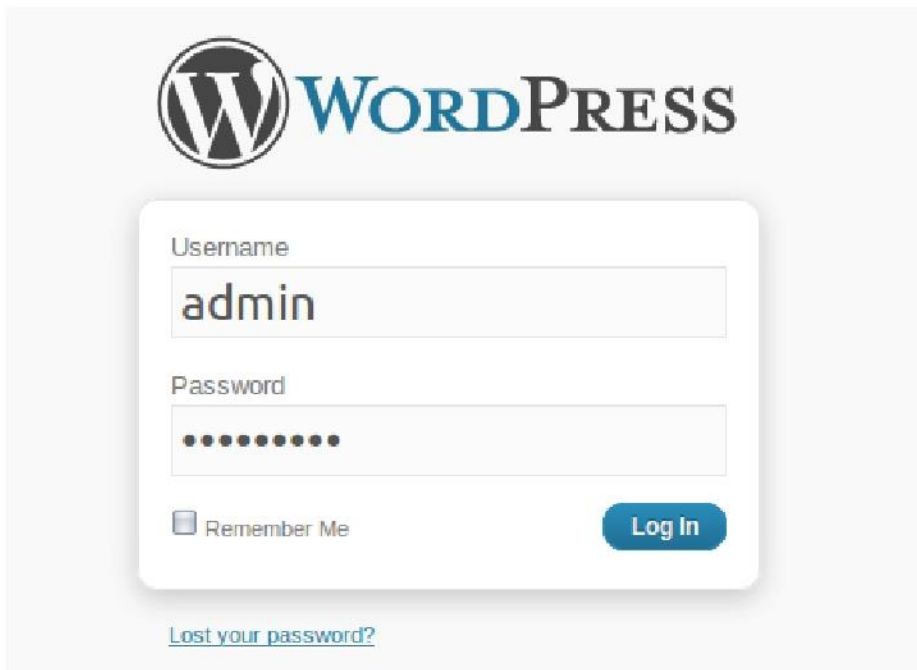 WORDPRESS
Username
admin
Password
•••••••••
Remember Me
Log In
Lost your password?